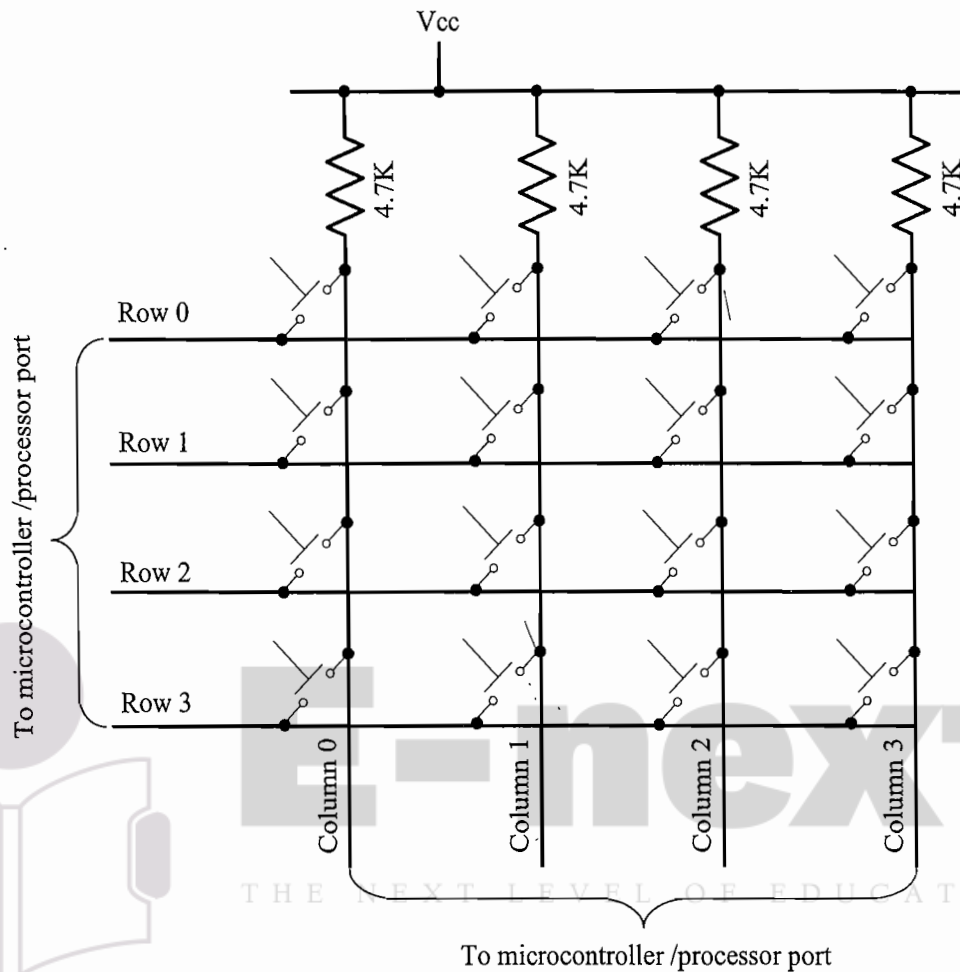 Vcc
4.7K
4.7K
4.7K
4.7K
Row 0
Row 1
Row 2
Row 3
To microcontroller /processor port
Column 0
Column 1
Column 2
Column 3
E-next
THE NEXT LEVEL OF EDUCAT
To microcontroller /processor port